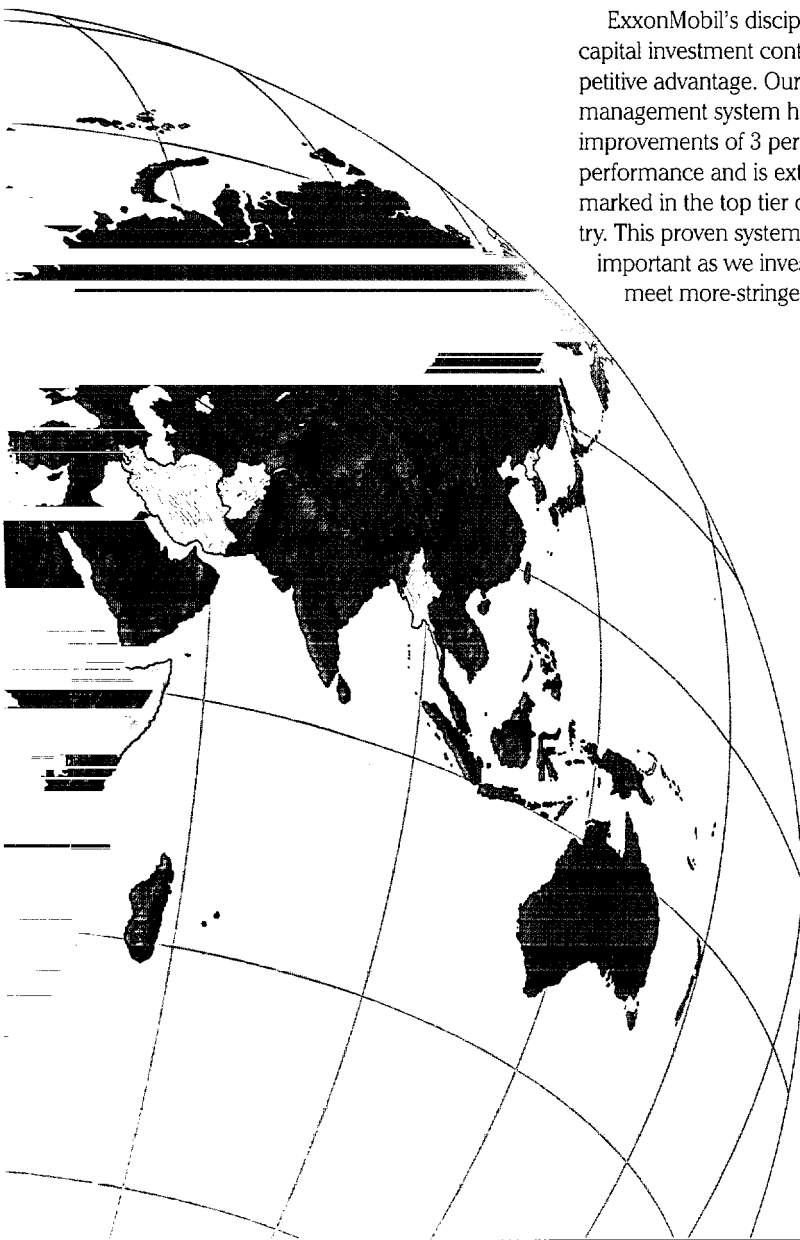 ExxonMobil's discip
capital investment cont
petitive advantage. Our
management system h
improvements of 3 per
performance and is ext
marked in the top tier o
try. This proven system
important as we inves
meet more-stringe